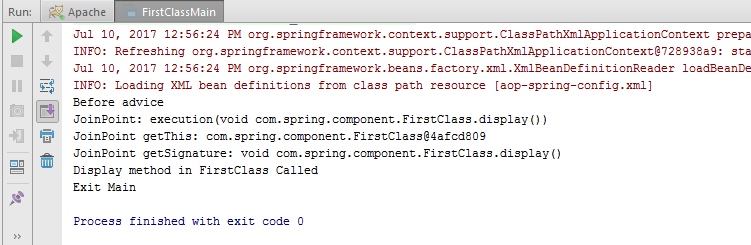 Run: Apache FirstClassMain
Jul 10, 2017 12:56:24 PM org.springframework.context.support.ClassPathXmlApplicationContext prepa
INFO: Refreshing org.springframework.context.support.ClassPathXmlApplicationContext@728938a9: sta
Jul 10, 2017 12:56:24 PM org.springframework.beans.factory.xml.XmlBeanDefinitionReader loadBeanDe
INFO: Loading XML bean definitions from class path resource [aop-spring-config.xml]
Before advice
JoinPoint: execution(void com.spring.component.FirstClass.display())
JoinPoint getThis: com.spring.component.FirstClass@4afcd809
JoinPoint getSignature: void com.spring.component.FirstClass.display()
Display method in FirstClass Called
Exit Main
Process finished with exit code 0